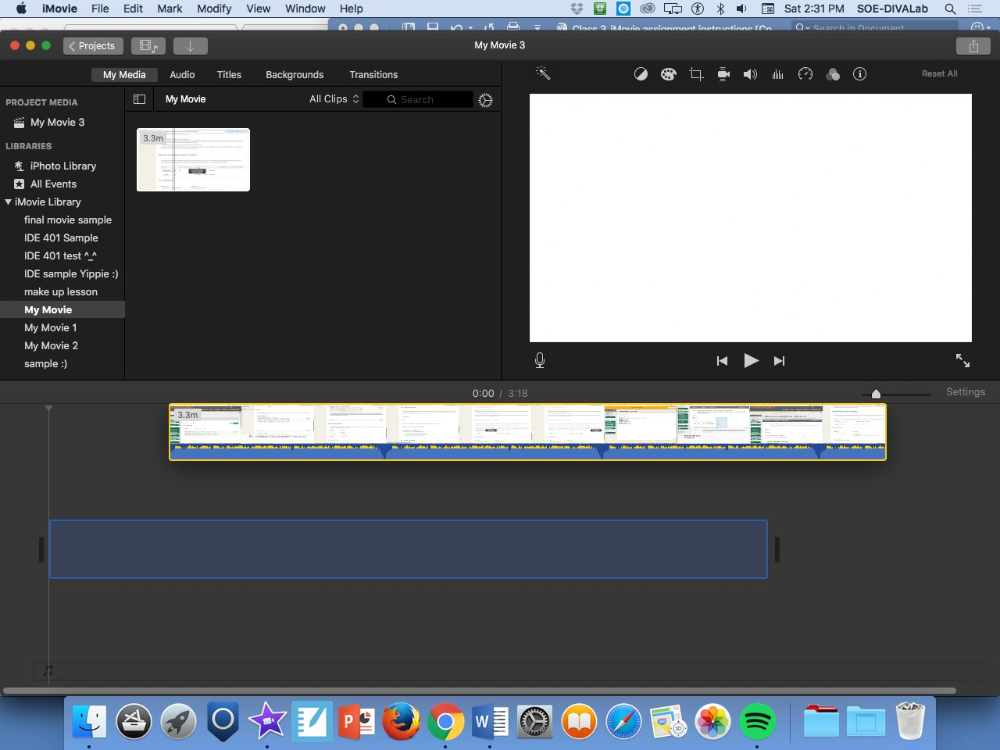 iMovie File Edit Mark Modify View Window Help Sat 2:31 PM SOE-DIVALab
Class 3_iMovie assignment instructions [Co Search in Document
Projects My Movie 3
My Media Audio Titles Backgrounds Transitions Reset All
PROJECT MEDIA
My Movie All Clips Search
My Movie 3
3.3m
LIBRARIES
iPhoto Library
All Events
iMovie Library
final movie sample
IDE 401 Sample
IDE 401 test ^_^
IDE sample Yippie :)
make up lesson
My Movie
My Movie 1
My Movie 2
sample :)
0:00 / 3:18 Settings
3.3m